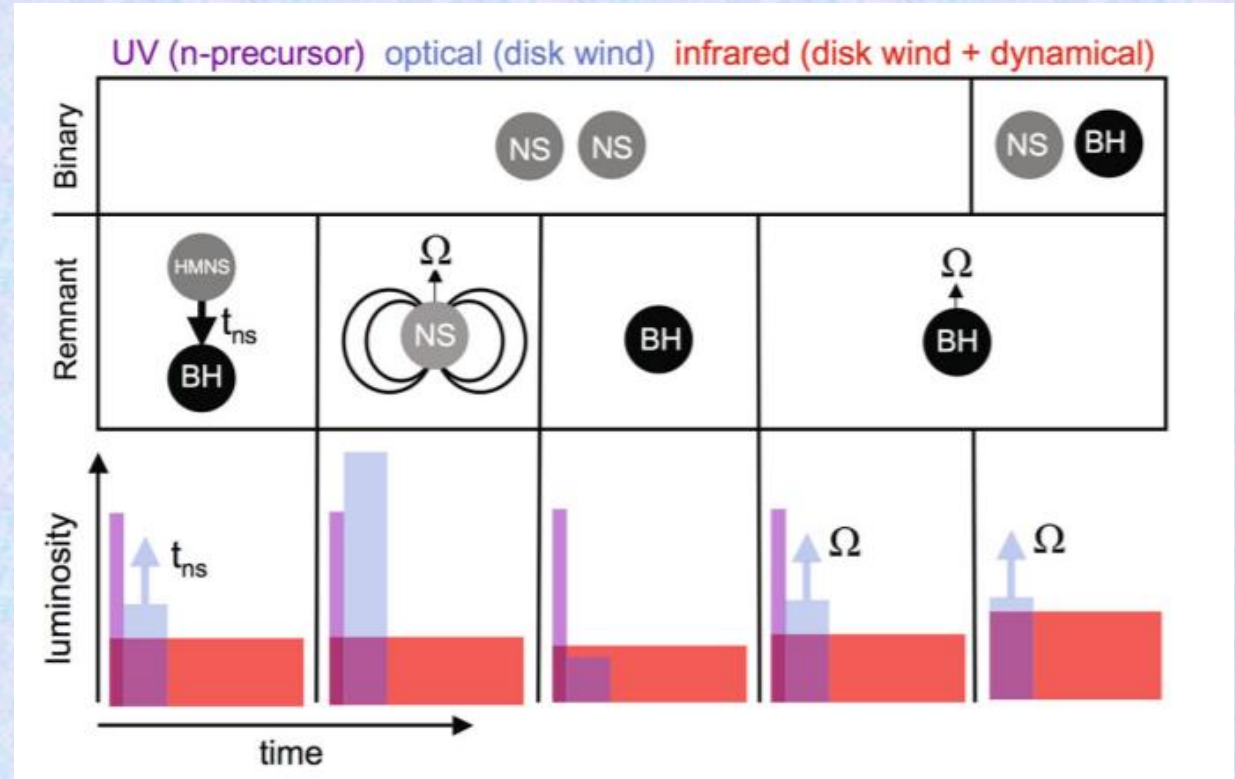 UV (n-precursor) optical (disk wind) infrared (disk wind + dynamical)
Binary
NS NS
NS BH
Remnant
HMNS
tns
BH
Ω
NS
BH
Ω
BH
luminosity
tns
Ω
Ω
time